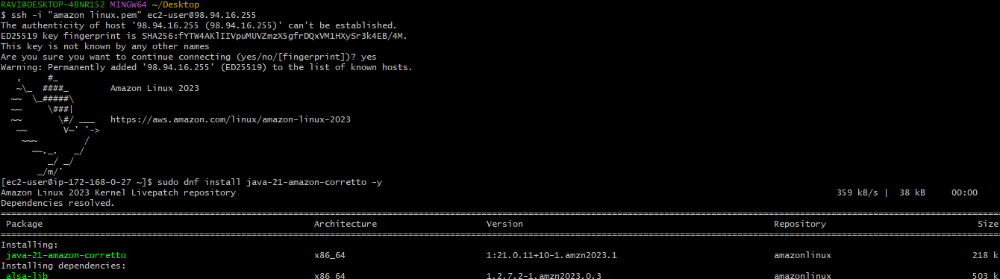 RAVI@DESKTOP-4BNR152 MINGW64 ~/Desktop
$ ssh -i "amazon linux.pem" ec2-user@98.94.16.255
The authenticity of host '98.94.16.255 (98.94.16.255)' can't be established.
ED25519 key fingerprint is SHA256:fYTW4AKlIIVpuMUVZmzX5gfrDQxVM1HXySr3k4EB/4M.
This key is not known by any other names
Are you sure you want to continue connecting (yes/no/[fingerprint])? yes
Warning: Permanently added '98.94.16.255' (ED25519) to the list of known hosts.
   ,     #_
   ~\_  ####_        Amazon Linux 2023
  ~~  \_#####\
  ~~     \###|
  ~~       \#/ ___   https://aws.amazon.com/linux/amazon-linux-2023
   ~~       V~' '->
    ~~~         /
      ~~._.   _/
         _/ _/
       _/m/'
[ec2-user@ip-172-168-0-27 ~]$ sudo dnf install java-21-amazon-corretto -y
Amazon Linux 2023 Kernel Livepatch repository 359 kB/s | 38 kB 00:00
Dependencies resolved.
Package Architecture Version Repository Size
Installing:
java-21-amazon-corretto x86_64 1:21.0.11+10-1.amzn2023.1 amazonlinux 218 k
Installing dependencies:
alsa-lib x86_64 1.2.7.2-1.amzn2023.0.3 amazonlinux 503 k